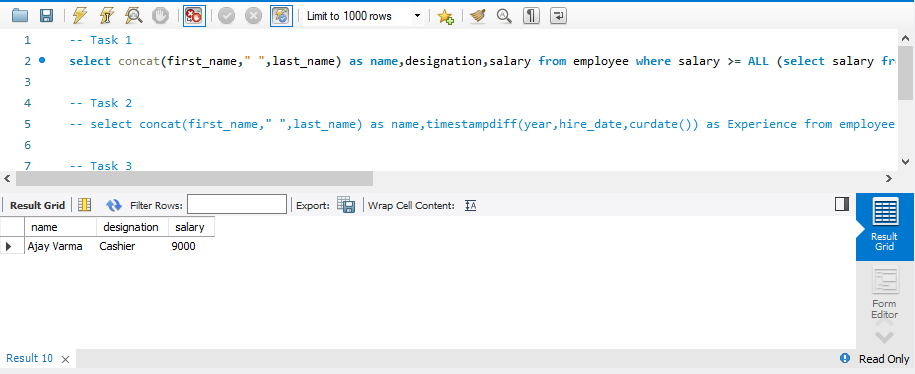 Limit to 1000 rows
1 -- Task 1
2 select concat(first_name," ",last_name) as name,designation,salary from employee where salary >= ALL (select salary fr
3
4 -- Task 2
5 -- select concat(first_name," ",last_name) as name,timestampdiff(year,hire_date,curdate()) as Experience from employee
6
7 -- Task 3
Result Grid Filter Rows: Export: Wrap Cell Content: IA
name designation salary
Ajay Varma Cashier 9000
Result
Grid
Form
Editor
Result 10 Read Only